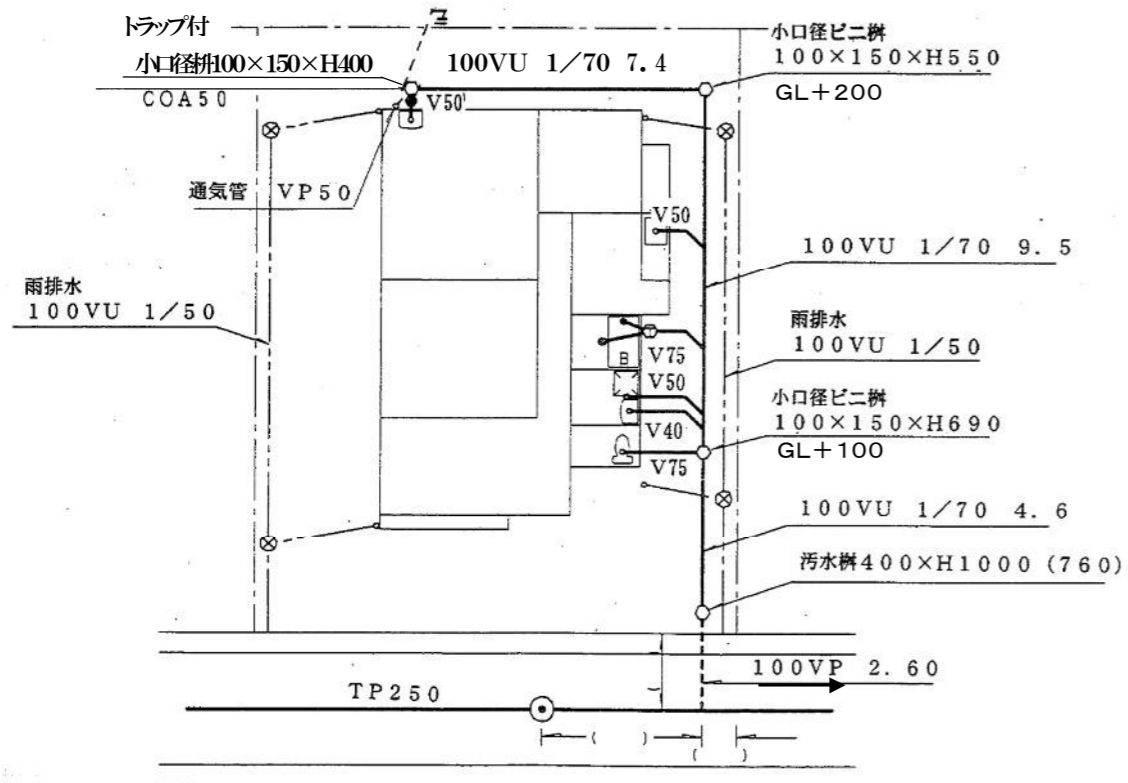 トラップ付
小口径枡100×150×H400
COA50
100VU 1/70 7.4
小口径ビニ桝
100×150×H550
GL+200
V50
通気管 VP50
V50
100VU 1/70 9.5
雨排水
100VU 1/50
雨排水
100VU 1/50
B
V75
V50
小口径ビニ桝
100×150×H690
GL+100
V40
V75
100VU 1/70 4.6
汚水桝400×H1000(760)
100VP 2.60
TP250
( )
( )